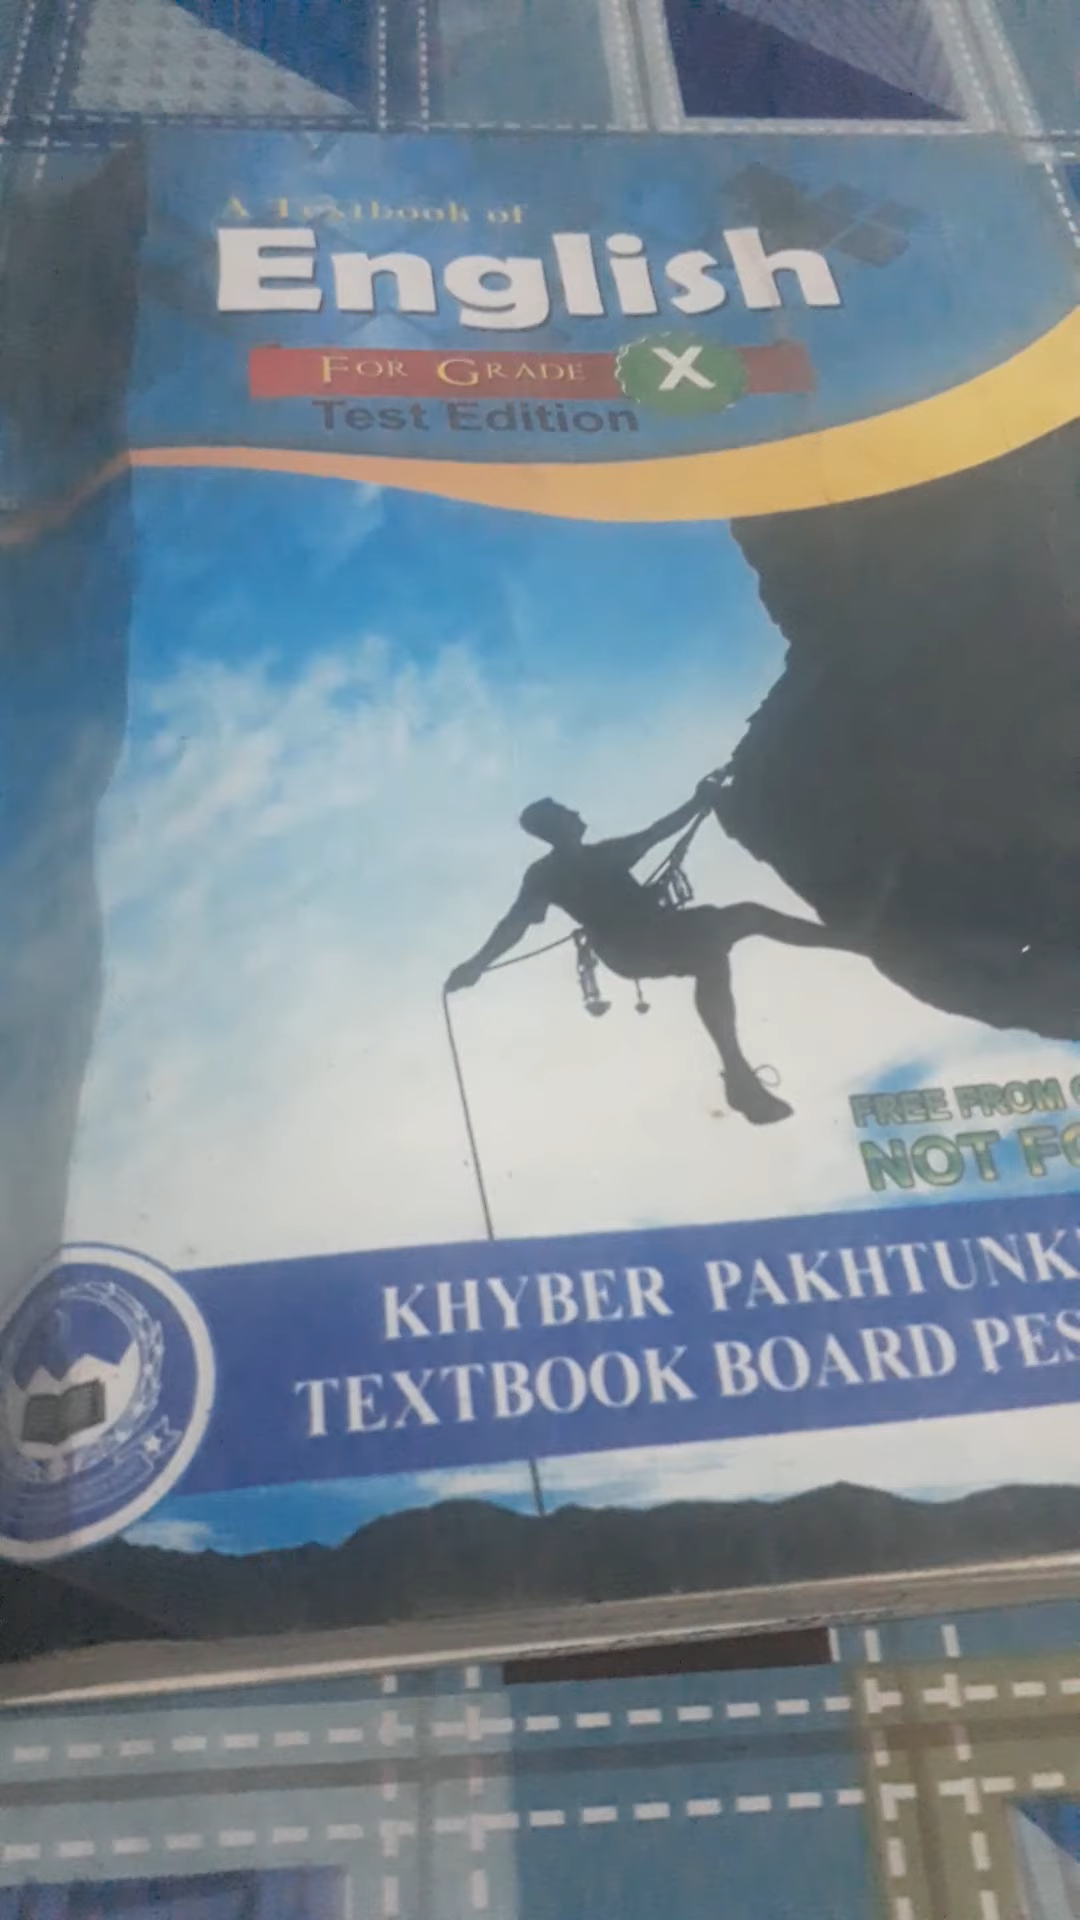 A Textbook of
English
FOR GRADE X
Test Edition
FREE FROM
NOT
KHYBER
TEXTBOOK BOARD